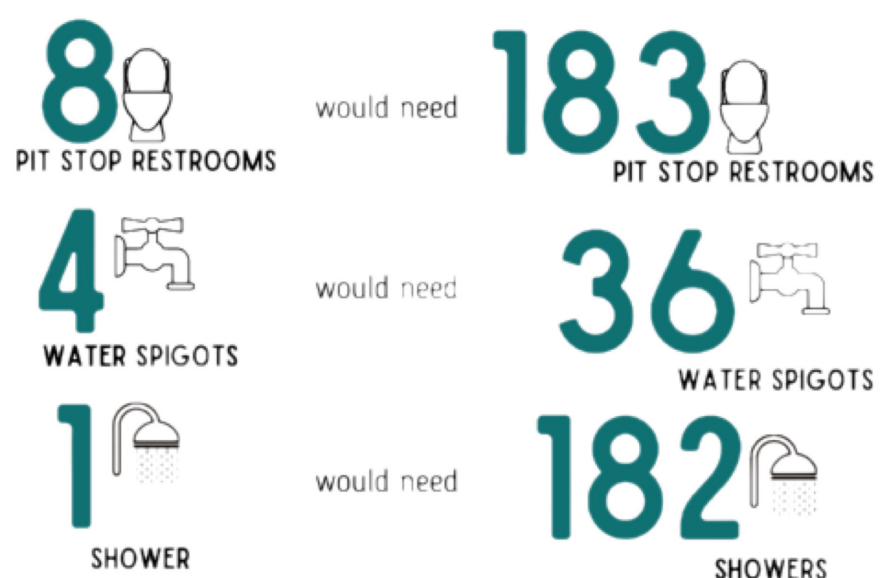 8 would need 183
PIT STOP RESTROOMS PIT STOP RESTROOMS
4 would need 36
WATER SPIGOTS WATER SPIGOTS
1 would need 182
SHOWER SHOWERS